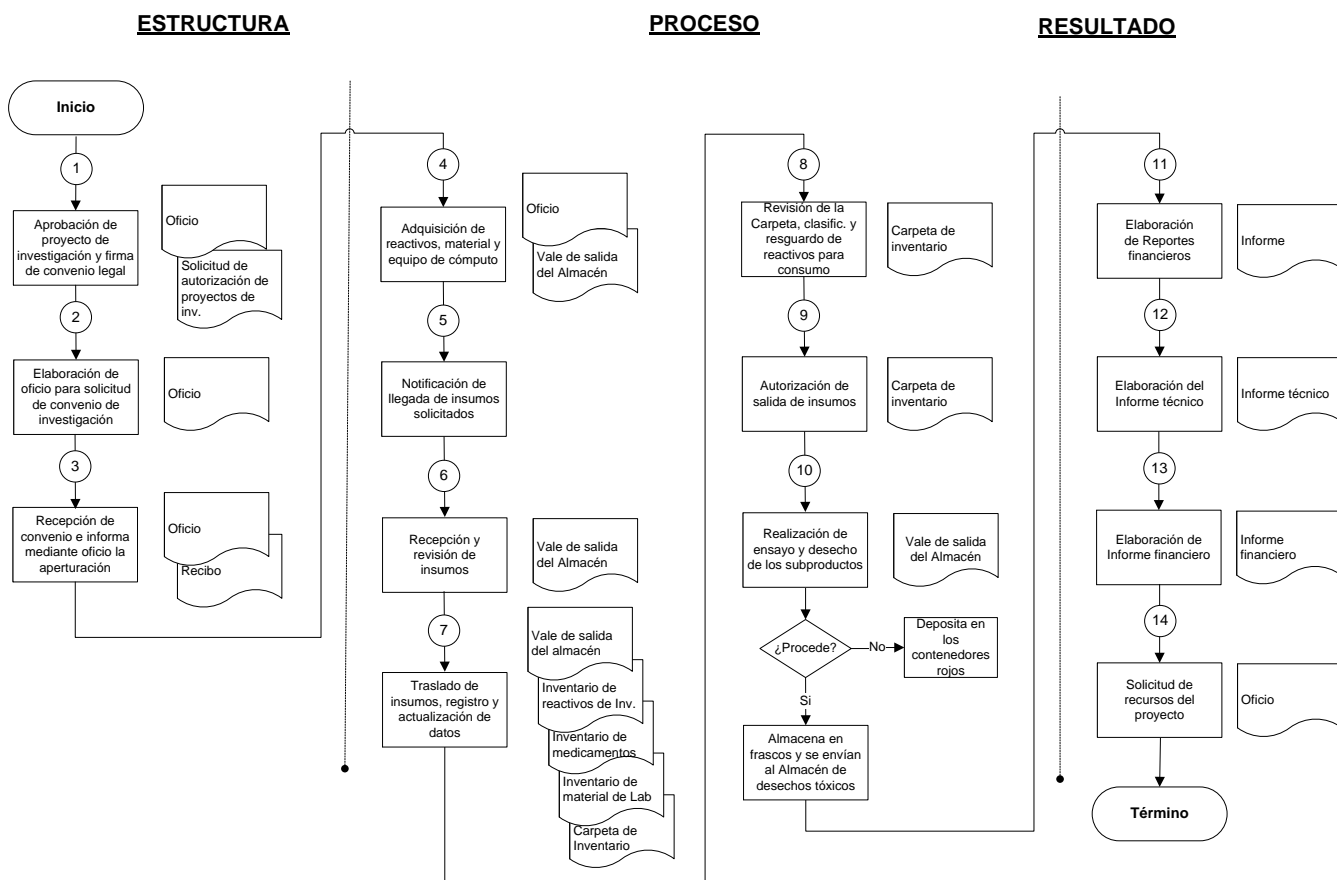 ESTRUCTURA
PROCESO
RESULTADO
Inicio
1
Aprobación de
proyecto de
investigación y firma
de convenio legal
Oficio
Solicitud de
autorización de
proyectos de
inv.
2
Elaboración de
oficio para solicitud
de convenio de
investigación
Oficio
3
Recepción de
convenio e informa
mediante oficio la
aperturación
Oficio
Recibo
4
Adquisición de
reactivos, material y
equipo de cómputo
Oficio
Vale de salida
del Almacén
5
Notificación de
llegada de insumos
solicitados
6
Recepción y
revisión de
insumos
Vale de salida
del Almacén
7
Traslado de
insumos, registro y
actualización de
datos
Vale de salida
del almacén
Inventario de
reactivos de Inv.
Inventario de
medicamentos
Inventario de
material de Lab
Carpeta de
Inventario
8
Revisión de la
Carpeta, clasific. y
resguardo de
reactivos para
consumo
Carpeta de
inventario
9
Autorización de
salida de insumos
Carpeta de
inventario
10
Realización de
ensayo y desecho
de los subproductos
Vale de salida
del Almacén
¿Procede?
No
Deposita en
los
contenedores
rojos
Si
Almacena en
frascos y se envían
al Almacén de
desechos tóxicos
11
Elaboración
de Reportes
financieros
Informe
12
Elaboración del
Informe técnico
Informe técnico
13
Elaboración de
Informe financiero
Informe
financiero
14
Solicitud de
recursos del
proyecto
Oficio
Término